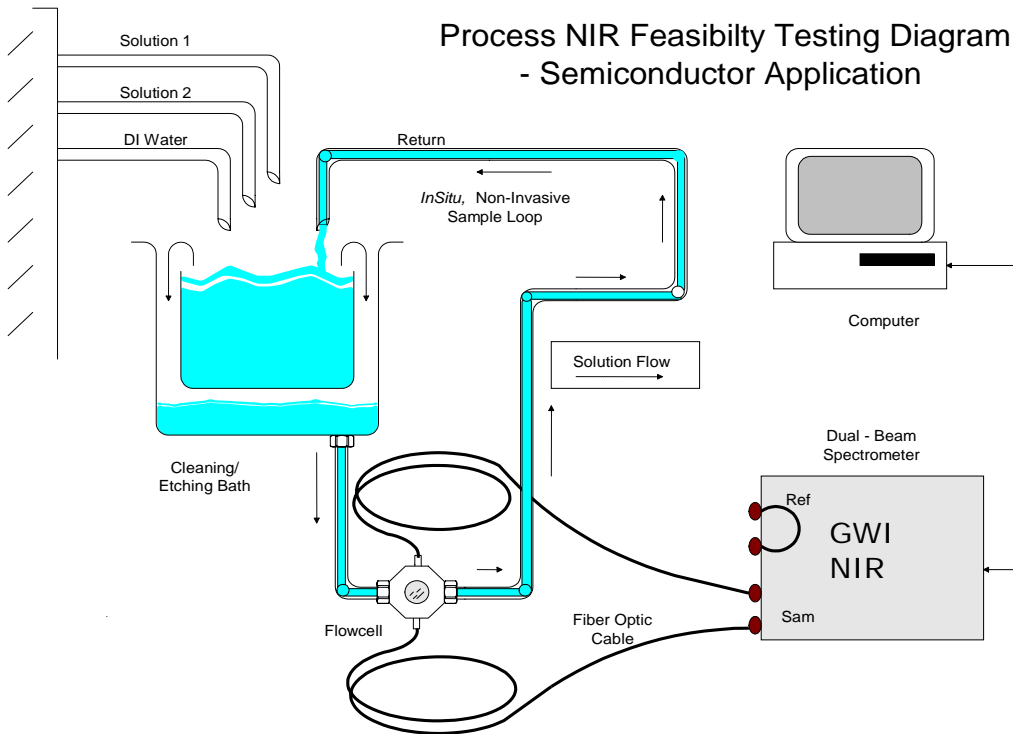 Process NIR Feasibilty Testing Diagram
- Semiconductor Application
Solution 1
Solution 2
DI Water
Return
InSitu, Non-Invasive
Sample Loop
Computer
Solution Flow
Cleaning/
Etching Bath
Dual - Beam
Spectrometer
Ref
GWI
NIR
Sam
Flowcell
Fiber Optic
Cable